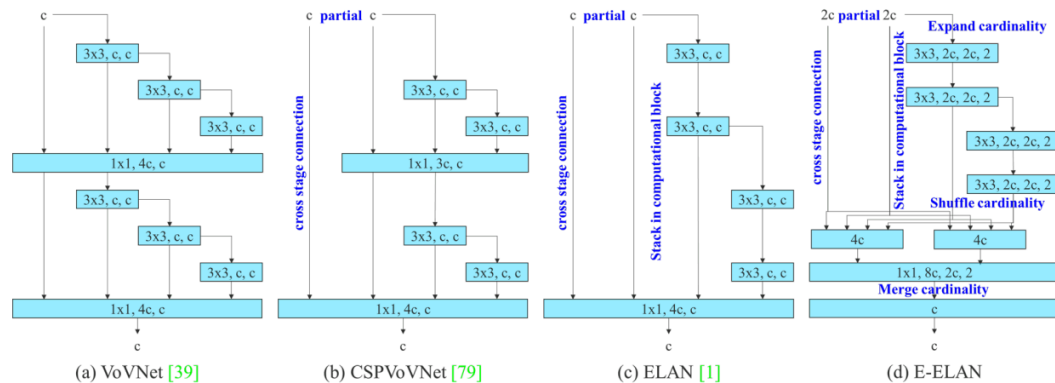 c
3x3, c, c
3x3, c, c
3x3, c, c
1x1, 4c, c
3x3, c, c
3x3, c, c
3x3, c, c
1x1, 4c, c
c
(a) VoVNet [39]
c partial c
cross stage connection
3x3, c, c
3x3, c, c
1x1, 3c, c
3x3, c, c
3x3, c, c
1x1, 4c, c
c
(b) CSPVoVNet [79]
c partial c
cross stage connection
Stack in computational block
3x3, c, c
3x3, c, c
3x3, c, c
3x3, c, c
1x1, 4c, c
c
(c) ELAN [1]
2c partial 2c
Expand cardinality
cross stage connection
Stack in computational block
3x3, 2c, 2c, 2
3x3, 2c, 2c, 2
3x3, 2c, 2c, 2
3x3, 2c, 2c, 2
Shuffle cardinality
4c
4c
1x1, 8c, 2c, 2
Merge cardinality
c
c
(d) E-ELAN